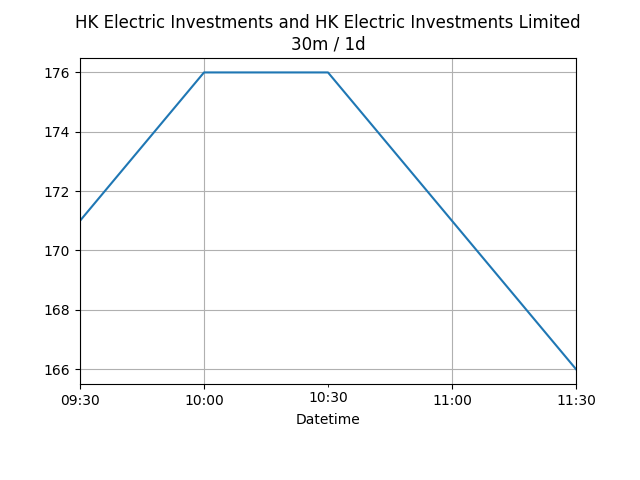 HK Electric Investments and HK Electric Investments Limited
30m / 1d
176
174
172
170
168
166
09:30 10:00 10:30 11:00 11:30
Datetime